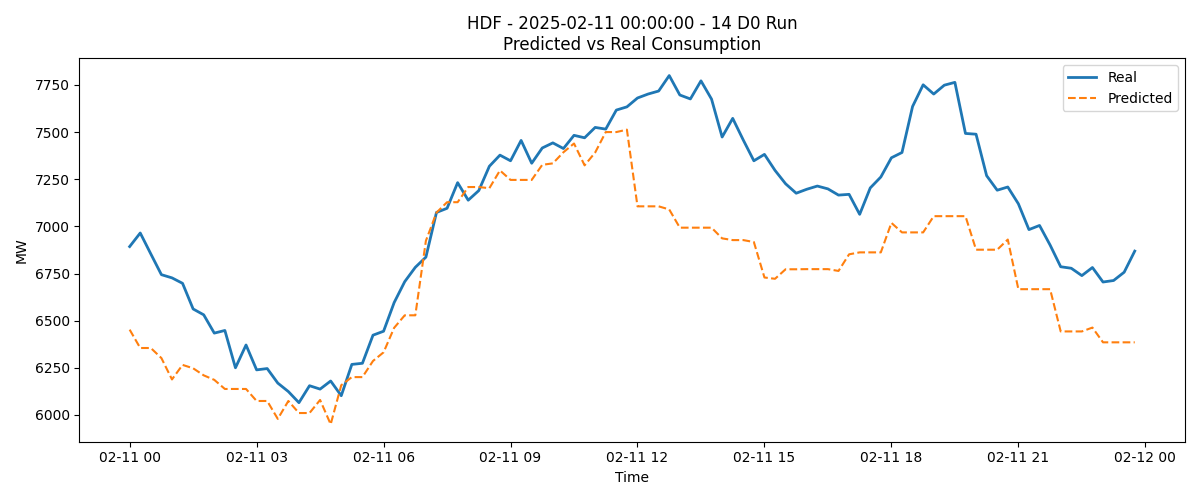 HDF - 2025-02-11 00:00:00 - 14 D0 Run
Predicted vs Real Consumption
Real
Predicted
7750
7500
7250
7000
6750
6500
6250
6000
MW
02-11 00
02-11 03
02-11 06
02-11 09
02-11 12
02-11 15
02-11 18
02-11 21
02-12 00
Time